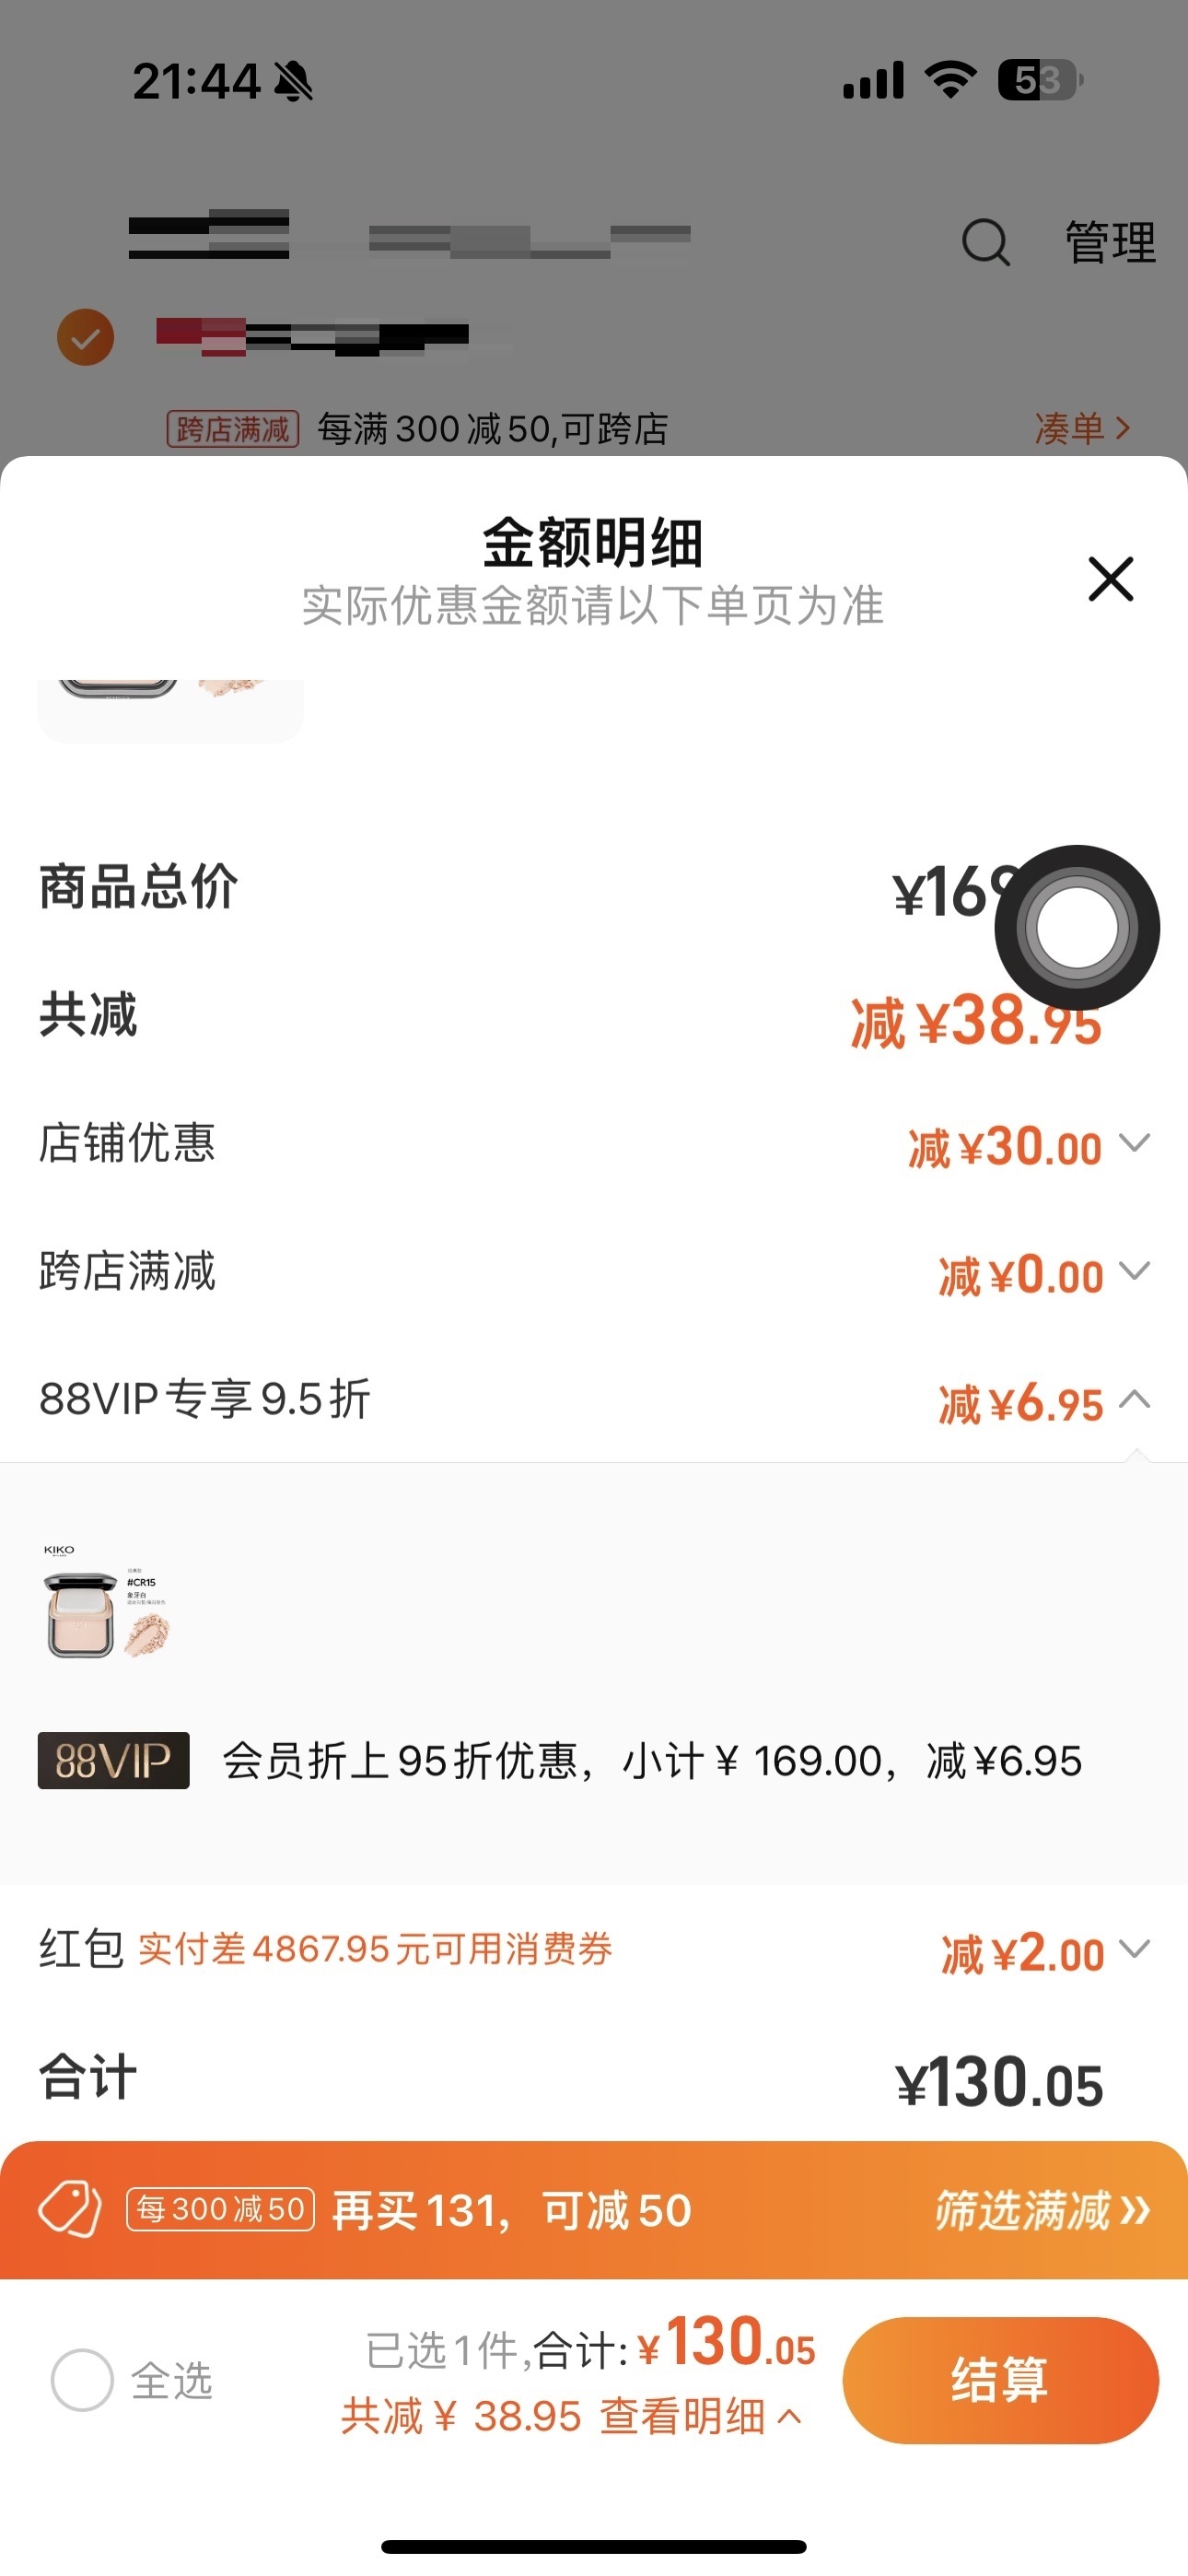 21:44
53
管理
跨店满减 每满300减50,可跨店 凑单
金额明细
实际优惠金额请以下单页为准
商品总价
共减 减¥38.95
店铺优惠 减¥30.00
跨店满减 减¥0.00
88VIP专享9.5折 减¥6.95
KIKO
#CR15
象牙白
88VIP 会员折上95折优惠，小计¥ 169.00，减¥6.95
红包 实付差4867.95元可用消费券 减¥2.00
合计 ¥130.05
每300减50 再买131，可减50 筛选满减
全选 已选1件,合计:¥130.05
共减¥ 38.95 查看明细
结算